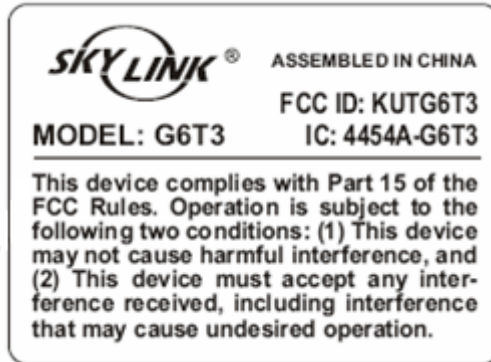 SKYLINK ®
ASSEMBLED IN CHINA
FCC ID: KUTG6T3
MODEL: G6T3
IC: 4454A-G6T3
This device complies with Part 15 of the
FCC Rules. Operation is subject to the
following two conditions: (1) This device
may not cause harmful interference, and
(2) This device must accept any inter-
ference received, including interference
that may cause undesired operation.